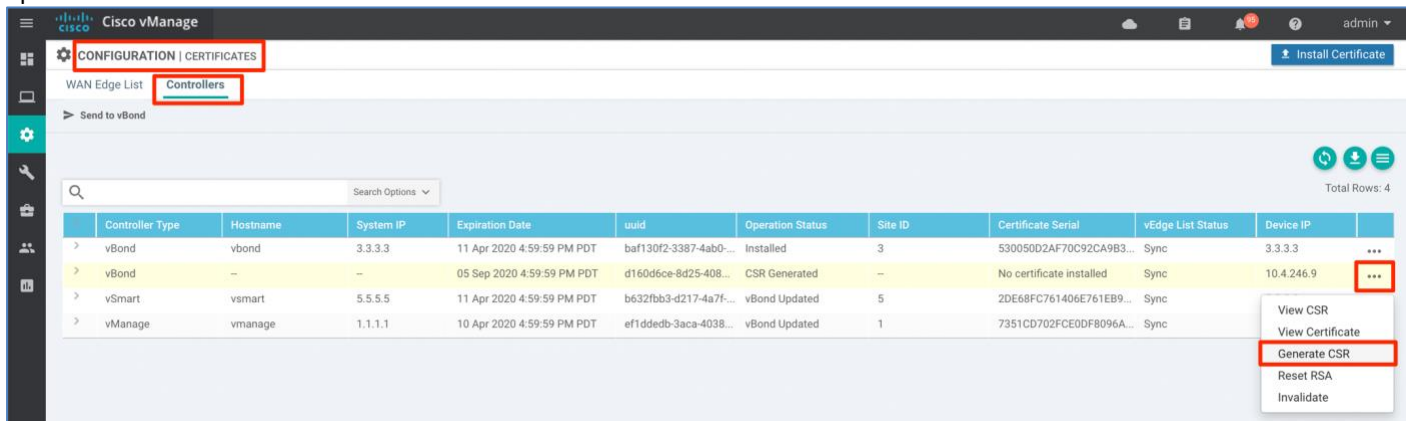 cisco Cisco vManage 95 admin
CONFIGURATION | CERTIFICATES Install Certificate
WAN Edge List Controllers
Send to vBond
Search Options Total Rows: 4
Controller Type Hostname System IP Expiration Date uuid Operation Status Site ID Certificate Serial vEdge List Status Device IP
vBond vbond 3.3.3.3 11 Apr 2020 4:59:59 PM PDT baf130f2-3387-4ab0-... Installed 3 530050D2AF70C92CA9B3... Sync 3.3.3.3 ...
vBond -- -- 05 Sep 2020 4:59:59 PM PDT d160d6ce-8d25-408... CSR Generated -- No certificate installed Sync 10.4.246.9 ...
vSmart vsmart 5.5.5.5 11 Apr 2020 4:59:59 PM PDT b632fbb3-d217-4a7f-... vBond Updated 5 2DE68FC761406E761EB9... Sync
vManage vmanage 1.1.1.1 10 Apr 2020 4:59:59 PM PDT ef1ddedb-3aca-4038... vBond Updated 1 7351CD702FCE0DF8096A... Sync
View CSR
View Certificate
Generate CSR
Reset RSA
Invalidate